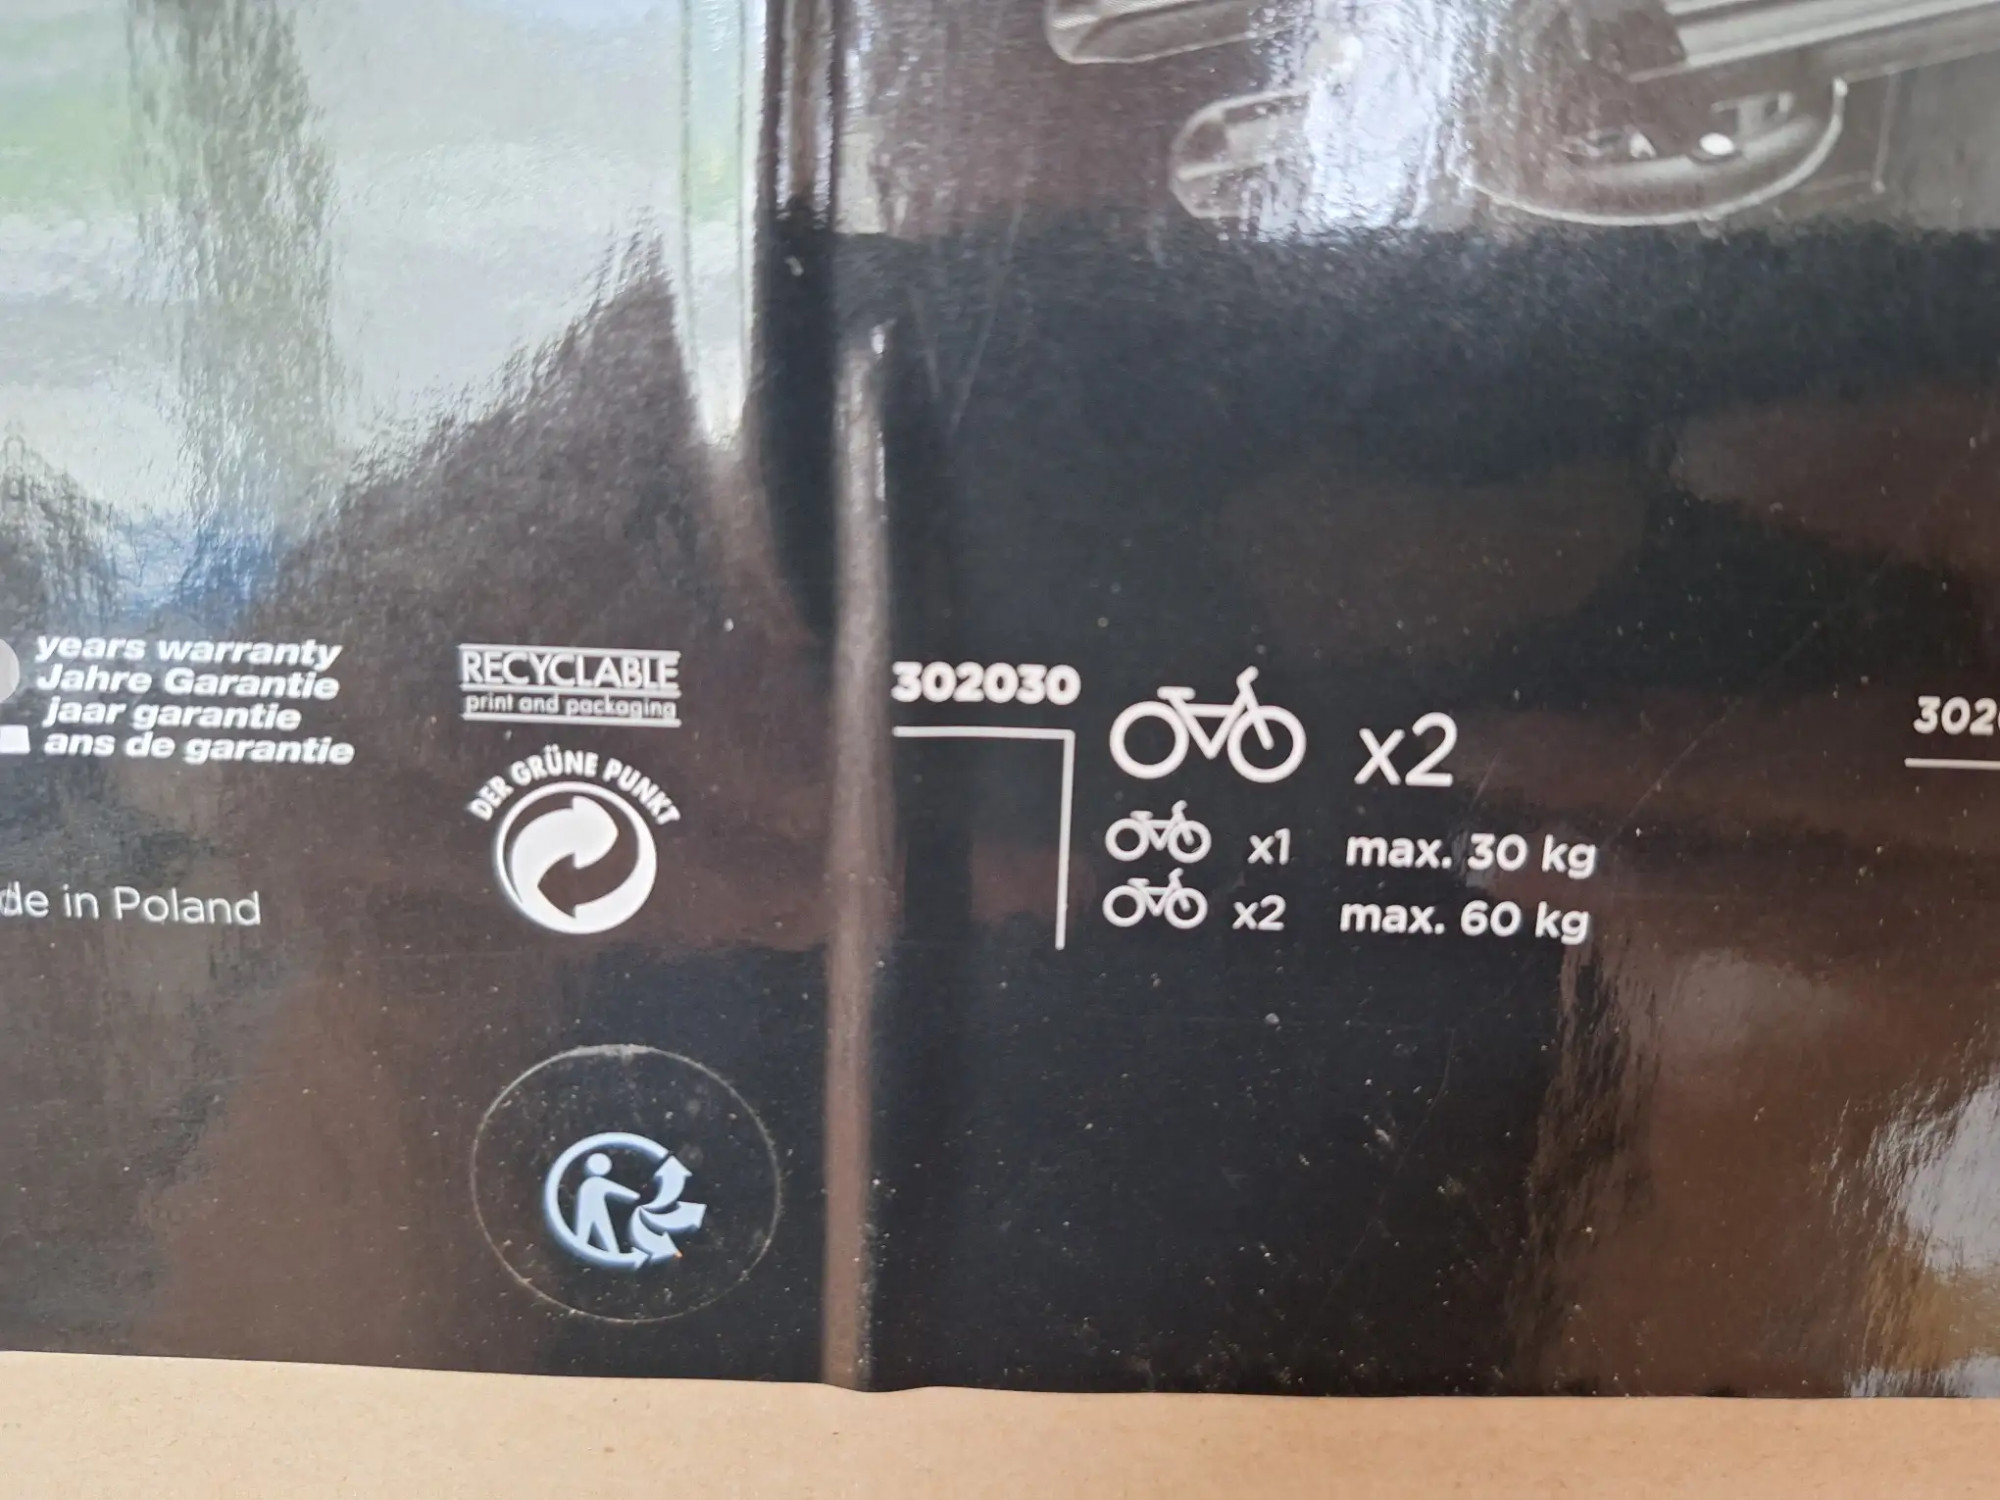 years warranty
Jahre Garantie
jaar garantie
ans de garantie
in Poland
RECYCLABLE
print and packaging
DER GRÜNE PUNKT
302030
x2
x1 max. 30 kg
x2 max. 60 kg